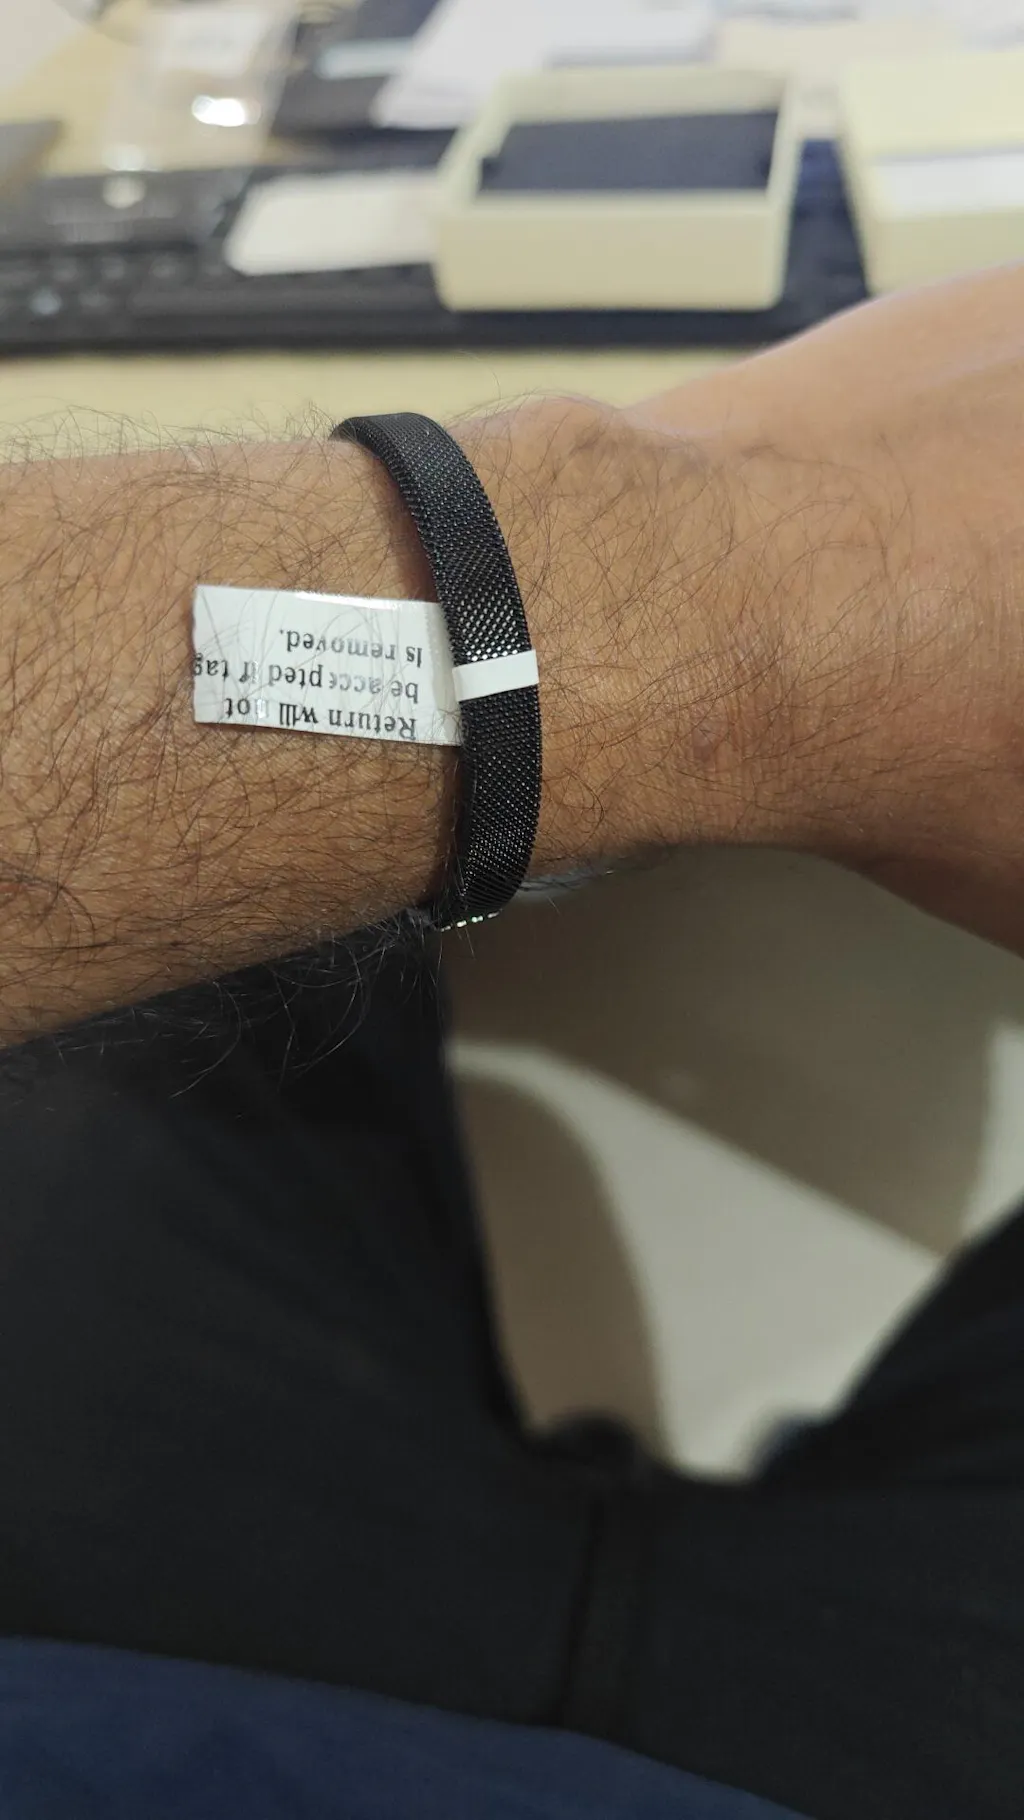 Return will not
be accepted if tag
Is removed.